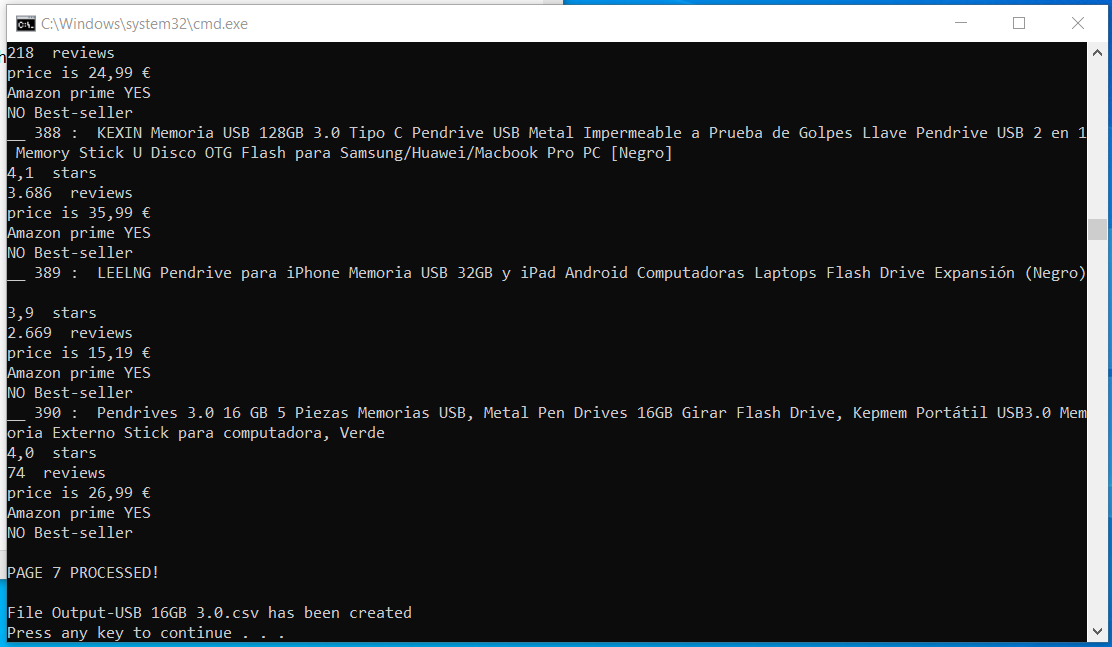 C:\Windows\system32\cmd.exe
218  reviews
price is 24,99 €
Amazon prime YES
NO Best-seller
__ 388 :  KEXIN Memoria USB 128GB 3.0 Tipo C Pendrive USB Metal Impermeable a Prueba de Golpes Llave Pendrive USB 2 en 1
 Memory Stick U Disco OTG Flash para Samsung/Huawei/Macbook Pro PC [Negro]
4,1  stars
3.686  reviews
price is 35,99 €
Amazon prime YES
NO Best-seller
__ 389 :  LEELNG Pendrive para iPhone Memoria USB 32GB y iPad Android Computadoras Laptops Flash Drive Expansión (Negro)
3,9  stars
2.669  reviews
price is 15,19 €
Amazon prime YES
NO Best-seller
__ 390 :  Pendrives 3.0 16 GB 5 Piezas Memorias USB, Metal Pen Drives 16GB Girar Flash Drive, Kepmem Portátil USB3.0 Mem
oria Externo Stick para computadora, Verde
4,0  stars
74  reviews
price is 26,99 €
Amazon prime YES
NO Best-seller
PAGE 7 PROCESSED!
File Output-USB 16GB 3.0.csv has been created
Press any key to continue . . .